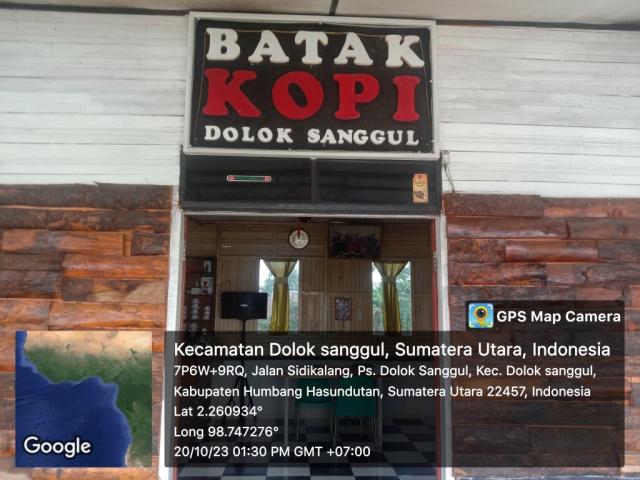 BATAK
KOPI
DOLOK SANGGUL
GPS Map Camera
Kecamatan Dolok sanggul, Sumatera Utara, Indonesia
7P6W+9RQ, Jalan Sidikalang, Ps. Dolok Sanggul, Kec. Dolok sanggul,
Kabupaten Humbang Hasundutan, Sumatera Utara 22457, Indonesia
Lat 2.260934°
Long 98.747276°
20/10/23 01:30 PM GMT +07:00
Google